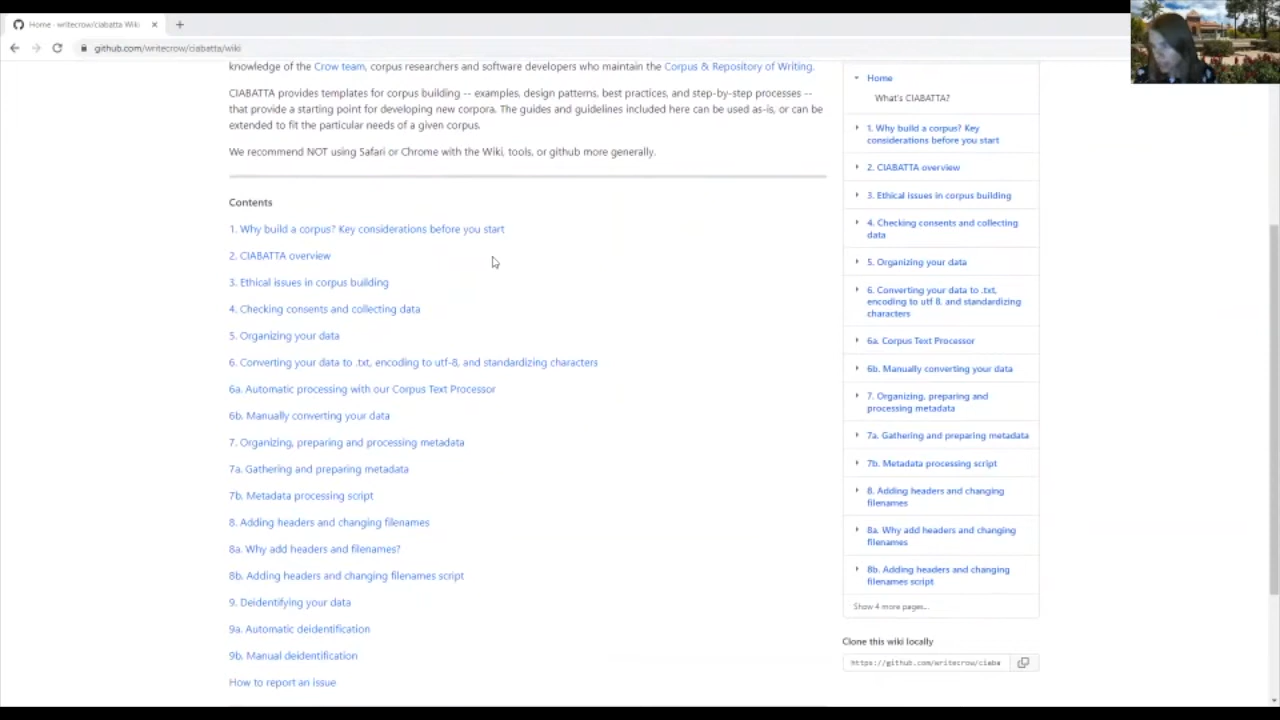 Home · writecrow/ciabatta Wiki
github.com/writecrow/ciabatta/wiki
knowledge of the Crow team, corpus researchers and software developers who maintain the Corpus & Repository of Writing.
CIABATTA provides templates for corpus building -- examples, design patterns, best practices, and step-by-step processes --
that provide a starting point for developing new corpora. The guides and guidelines included here can be used as-is, or can be
extended to fit the particular needs of a given corpus.
We recommend NOT using Safari or Chrome with the Wiki, tools, or github more generally.
Contents
1. Why build a corpus? Key considerations before you start
2. CIABATTA overview
3. Ethical issues in corpus building
4. Checking consents and collecting data
5. Organizing your data
6. Converting your data to .txt, encoding to utf-8, and standardizing characters
6a. Automatic processing with our Corpus Text Processor
6b. Manually converting your data
7. Organizing, preparing and processing metadata
7a. Gathering and preparing metadata
7b. Metadata processing script
8. Adding headers and changing filenames
8a. Why add headers and filenames?
8b. Adding headers and changing filenames script
9. Deidentifying your data
9a. Automatic deidentification
9b. Manual deidentification
How to report an issue
Home
What's CIABATTA?
1. Why build a corpus? Key
considerations before you start
2. CIABATTA overview
3. Ethical issues in corpus building
4. Checking consents and collecting
data
5. Organizing your data
6. Converting your data to .txt,
encoding to utf 8, and standardizing
characters
6a. Corpus Text Processor
6b. Manually converting your data
7. Organizing, preparing and
processing metadata
7a. Gathering and preparing metadata
7b. Metadata processing script
8. Adding headers and changing
filenames
8a. Why add headers and changing
filenames
8b. Adding headers and changing
filenames script
Show 4 more pages...
Clone this wiki locally
https://github.com/writecrow/ciaba